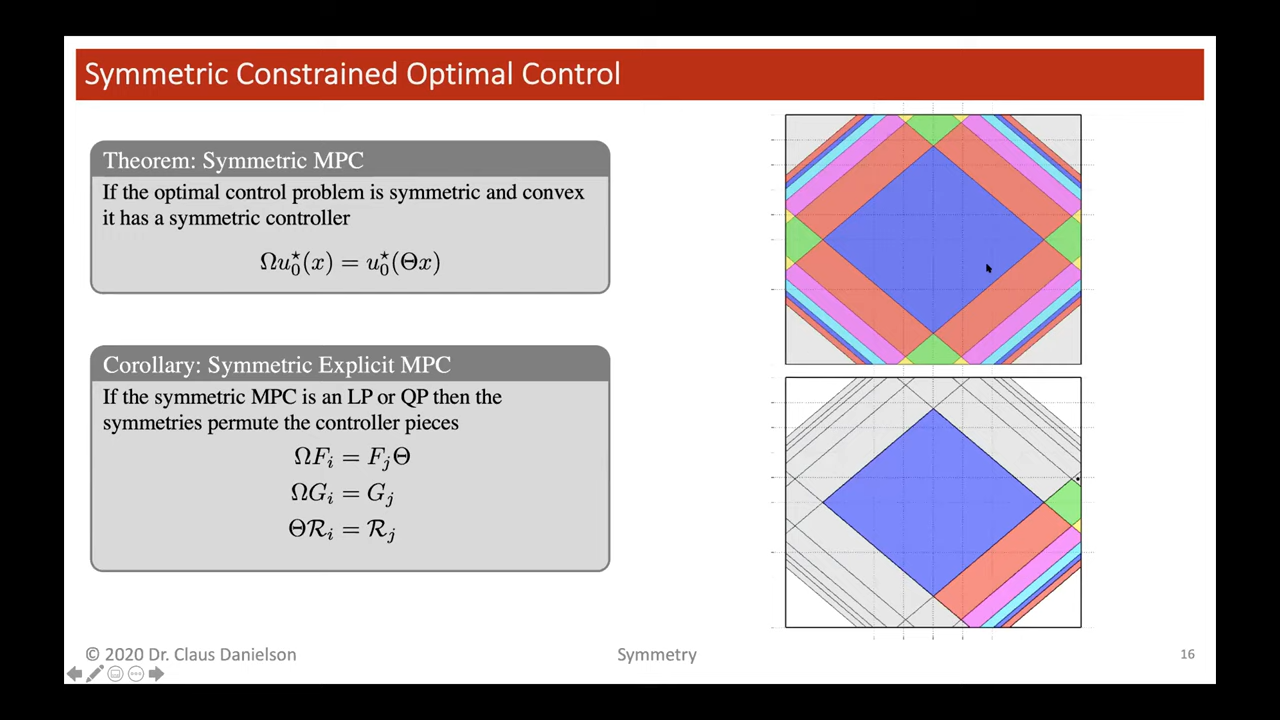 Symmetric Constrained Optimal Control
Theorem: Symmetric MPC
If the optimal control problem is symmetric and convex
it has a symmetric controller
Ωu₀*(x) = u₀*(Θx)
Corollary: Symmetric Explicit MPC
If the symmetric MPC is an LP or QP then the
symmetries permute the controller pieces
ΩFᵢ = FⱼΘ
ΩGᵢ = Gⱼ
Θℛᵢ = ℛⱼ
© 2020 Dr. Claus Danielson
Symmetry
16